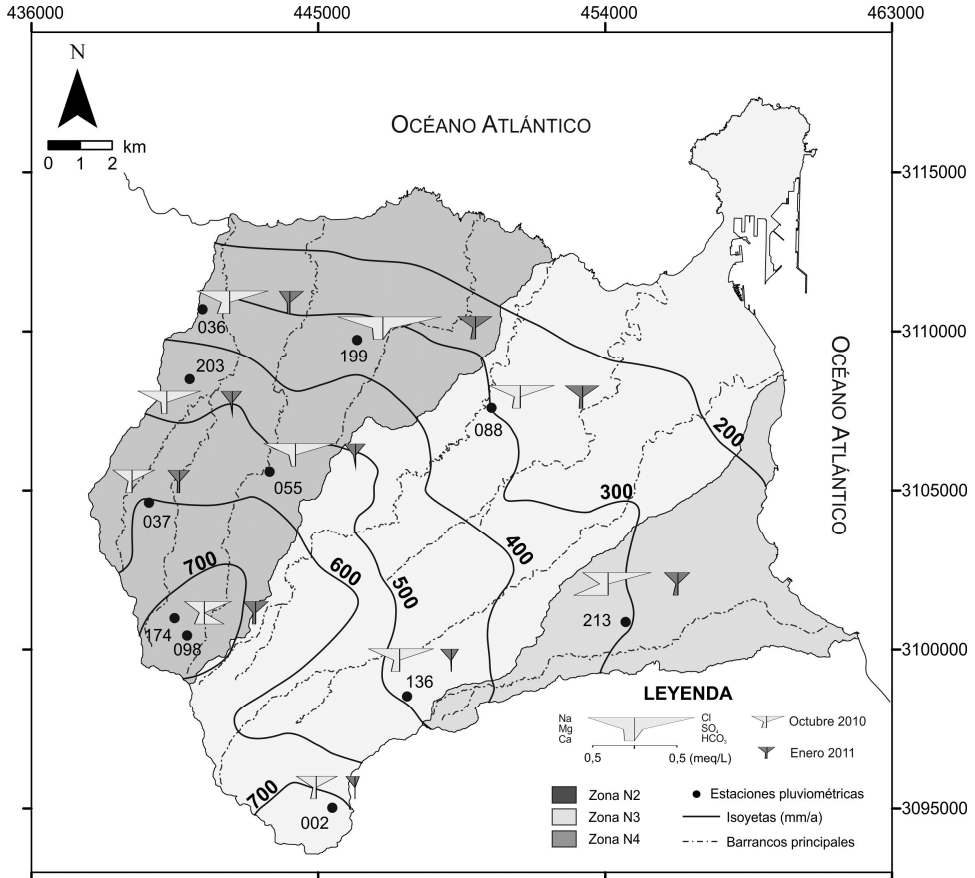 436000 445000 454000 463000
N
km
0 1 2
OCÉANO ATLÁNTICO
3115000
3110000
OCÉANO ATLÁNTICO
036
199
203
088
200
055
3105000
300
037
700
600
500
400
213
174
098
3100000
136
LEYENDA
Na
Mg
Ca
Cl
SO₄
HCO₃
0,5 0,5 (meq/L)
Octubre 2010
Enero 2011
700
002
3095000
Zona N2
Zona N3
Zona N4
Estaciones pluviométricas
Isoyetas (mm/a)
Barrancos principales